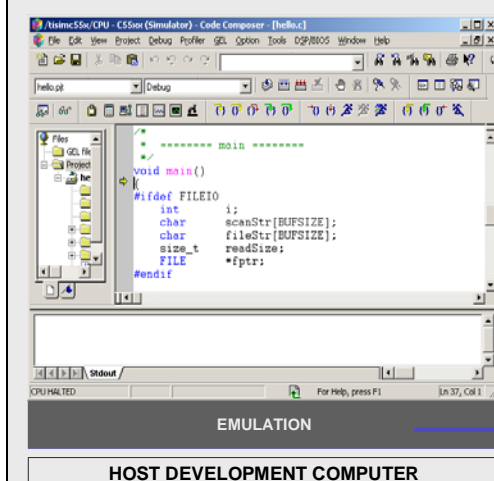 /tisimc55x/CPU - C55xx (Simulator) - Code Composer - [hello.c]
File Edit View Project Debug Profiler GEL Option Tools DSP/BIOS Window Help
hello.pjt Debug
Files
GEL file
Project
he
/*
* ======== main ========
*/
void main()
{
#ifdef FILEIO
int i;
char scanStr[BUFSIZE];
char fileStr[BUFSIZE];
size_t readSize;
FILE *fptr;
#endif
Stdout
CPU HALTED For Help, press F1 Ln 37, Col 1
EMULATION
HOST DEVELOPMENT COMPUTER